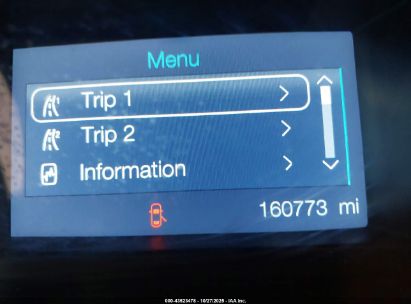 Menu
Trip 1
Trip 2
Information
160773 mi